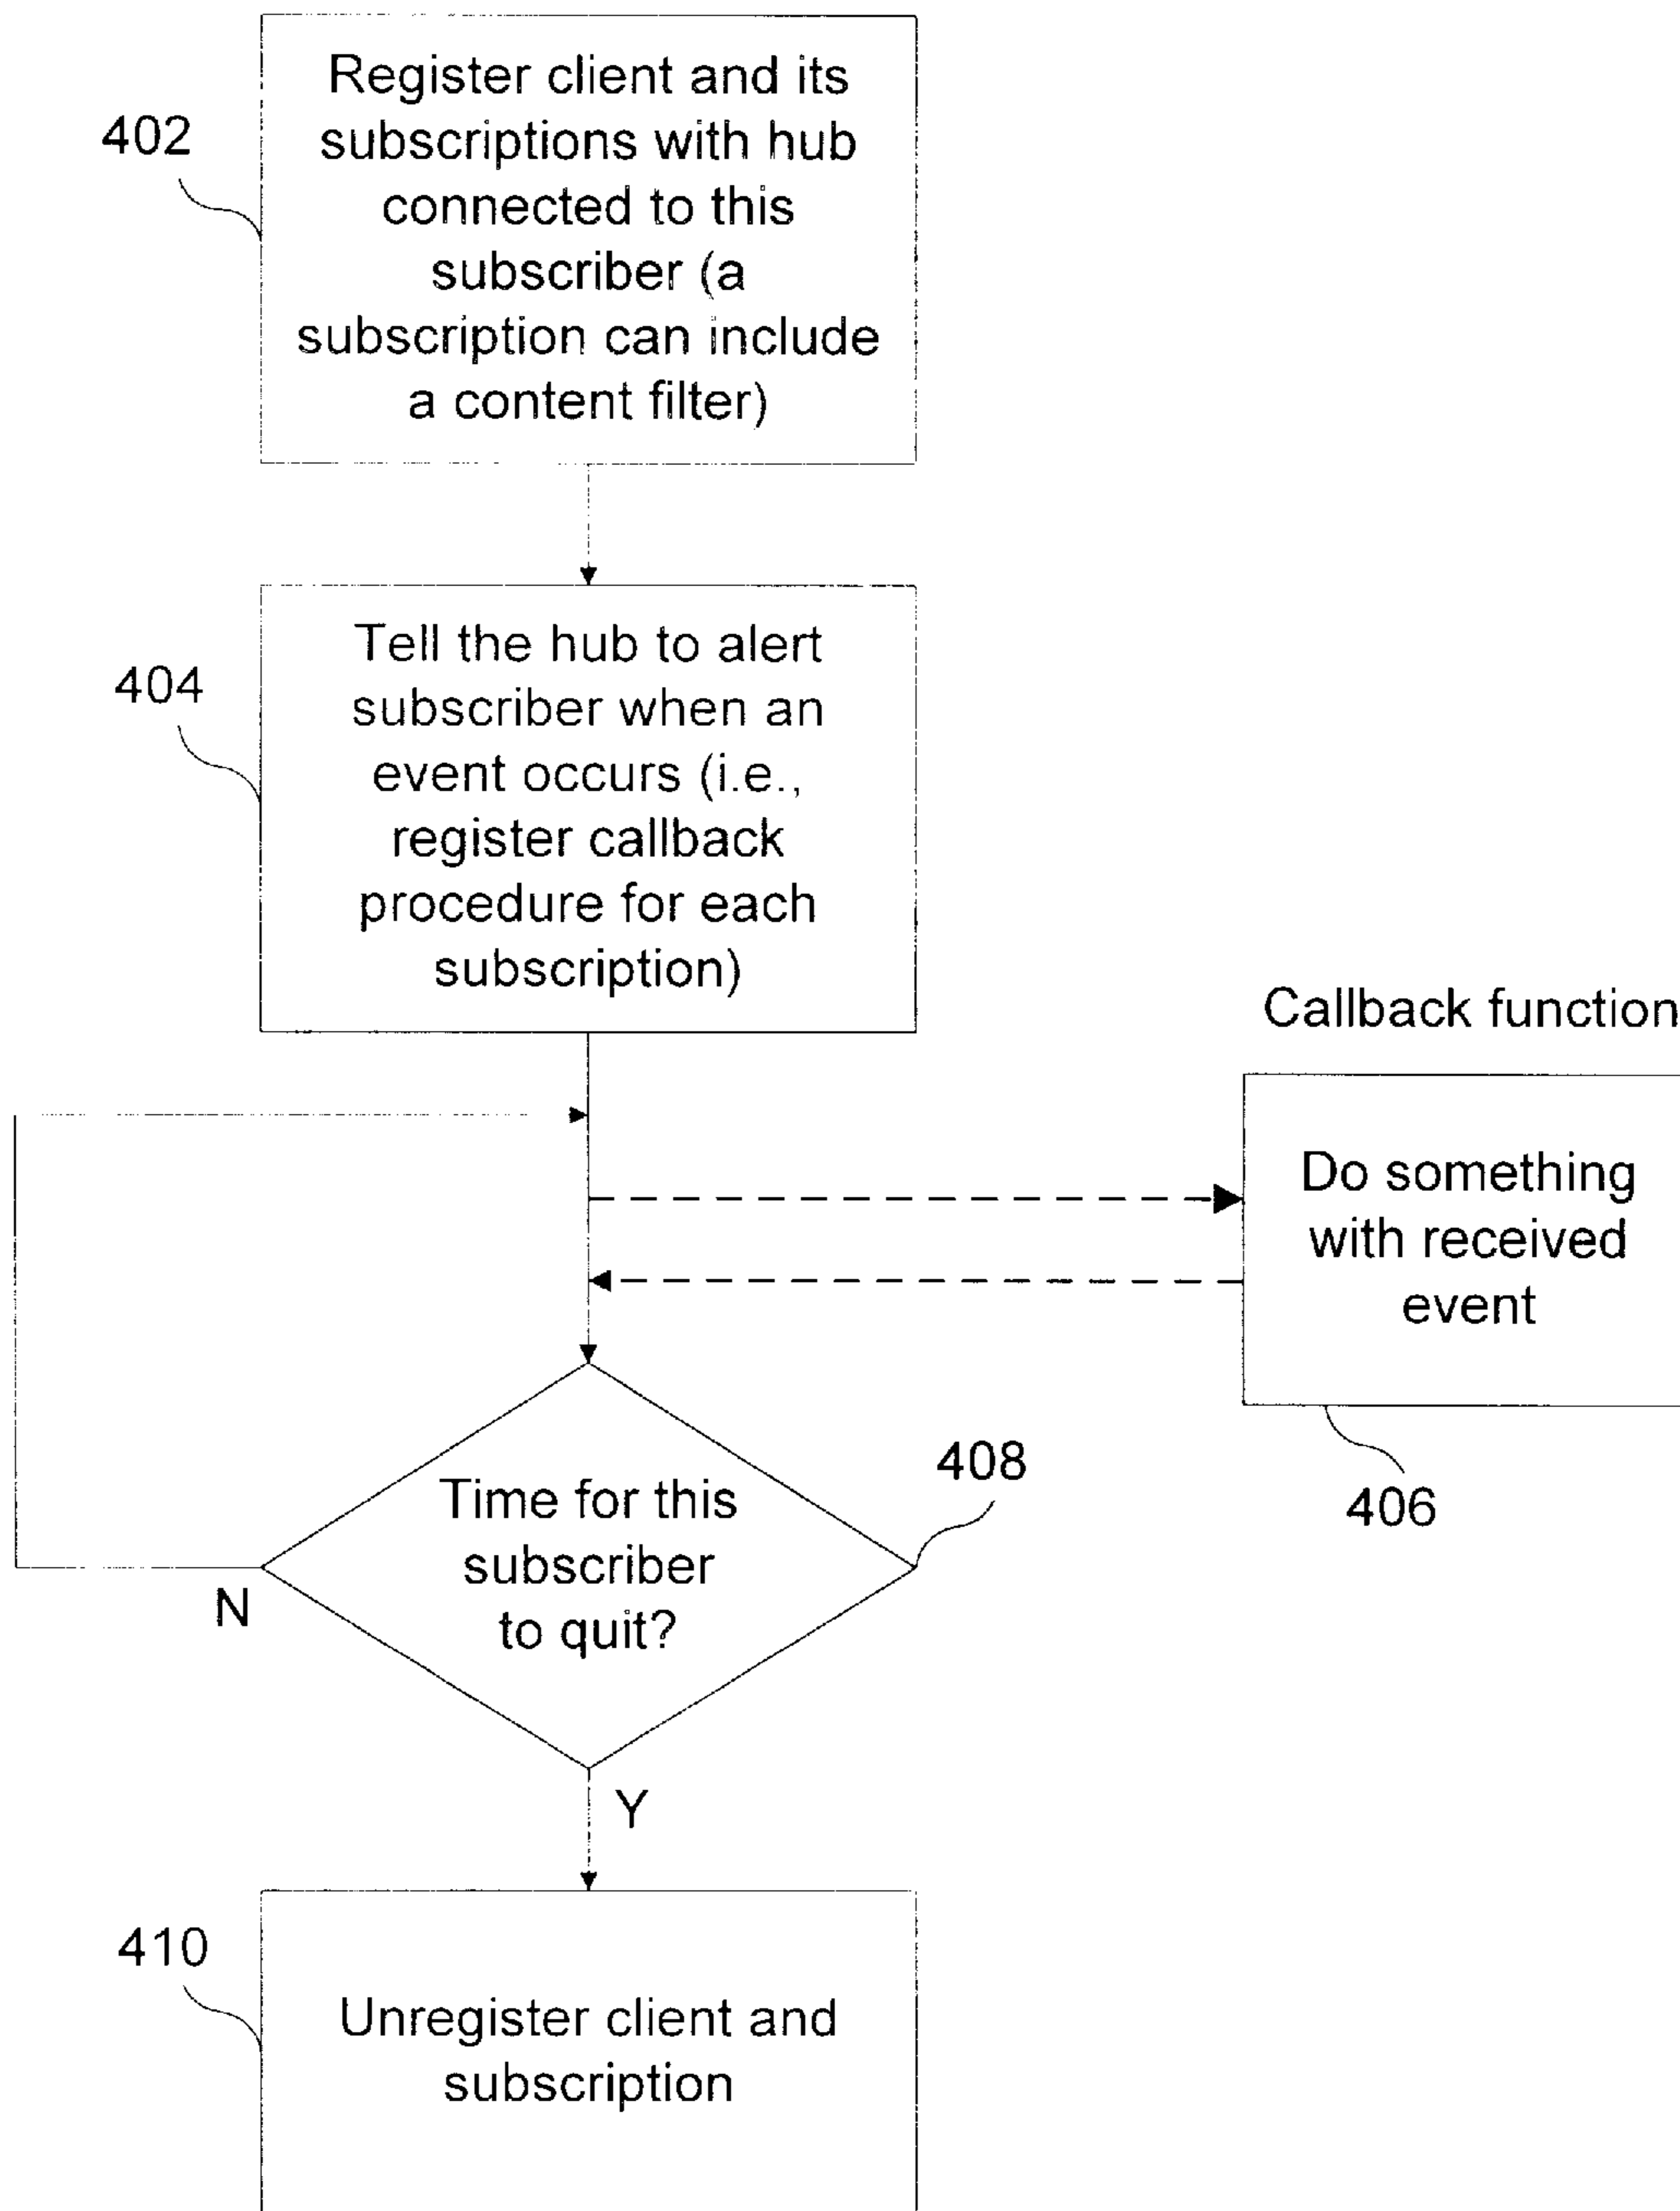 Register client and its
subscriptions with hub
connected to this
subscriber (a
subscription can include
a content filter)
402
Tell the hub to alert
subscriber when an
event occurs (i.e.,
register callback
procedure for each
subscription)
404
Callback function
Do something
with received
event
406
Time for this
subscriber
to quit?
408
N
Y
410
Unregister client and
subscription